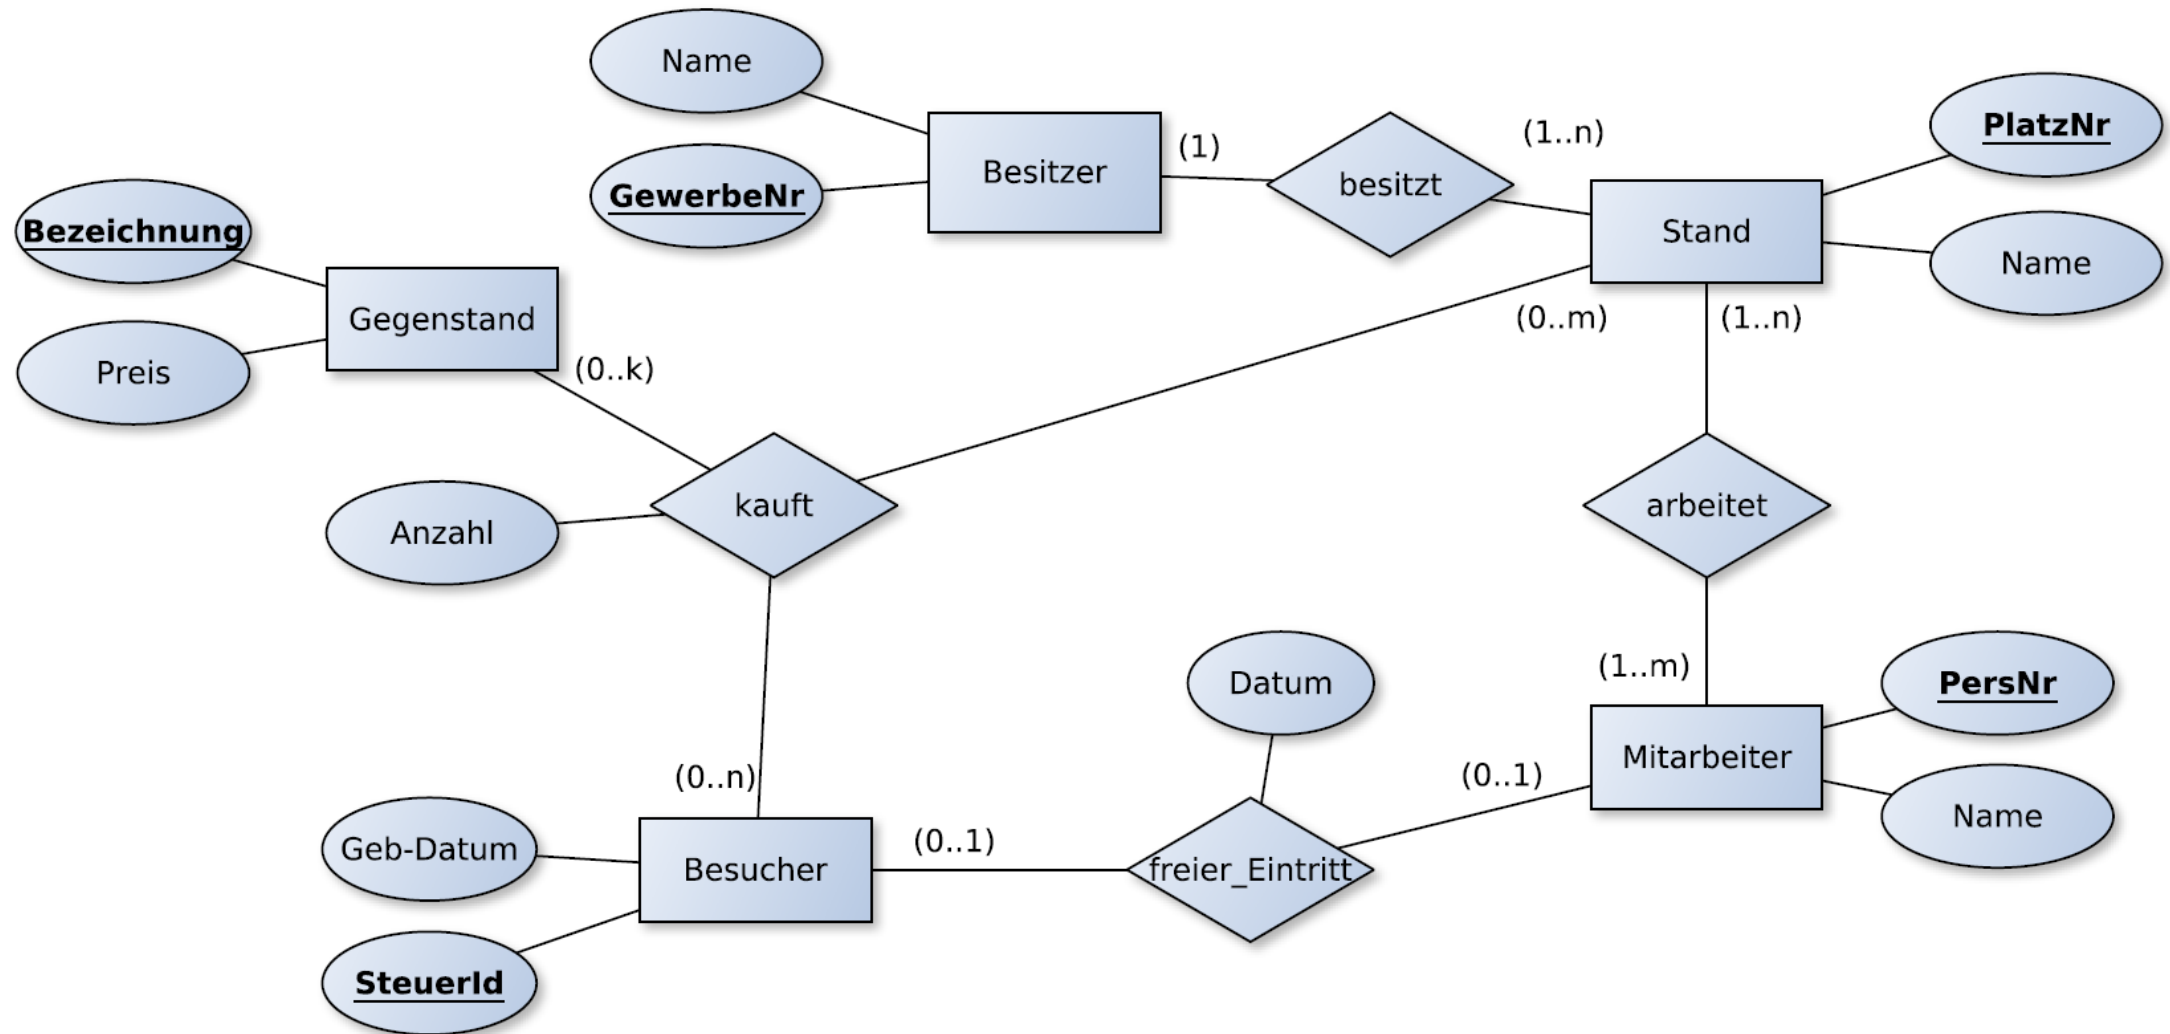 Name
PlatzNr
(1..n)
(1)
Besitzer
besitzt
GewerbeNr
Bezeichnung
Stand
Name
Gegenstand
(0..m)
(1..n)
Preis
(0..k)
kauft
arbeitet
Anzahl
(1..m)
Datum
PersNr
Mitarbeiter
(0..n)
(0..1)
Name
Geb-Datum
(0..1)
Besucher
freier_Eintritt
SteuerId